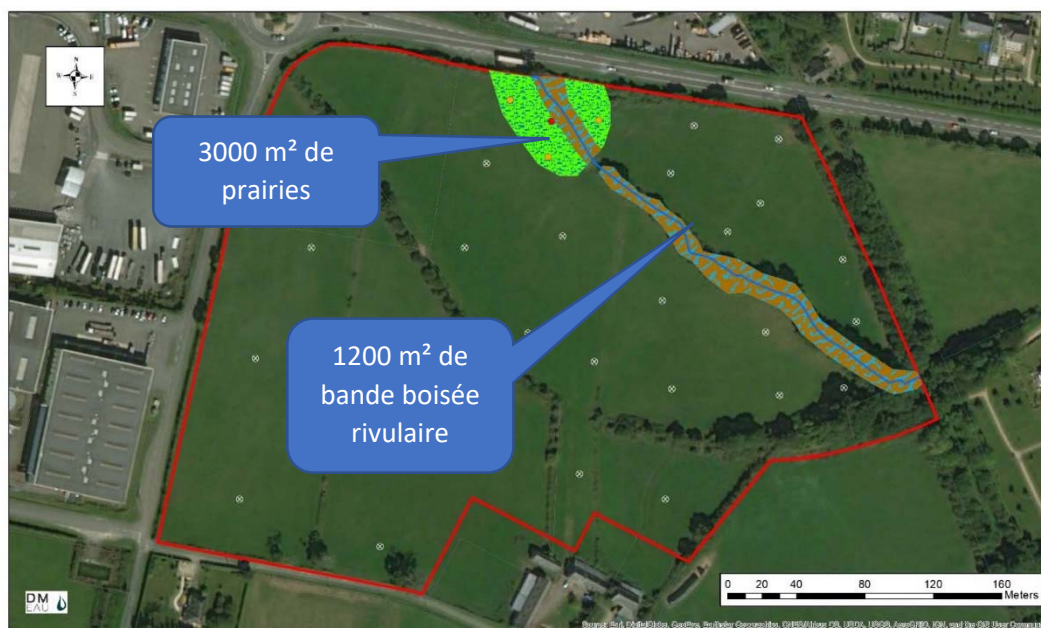 N
W E
S
3000 m² de
prairies
1200 m² de
bande boisée
rivulaire
0 20 40 80 120 160
Meters
DM
EAU